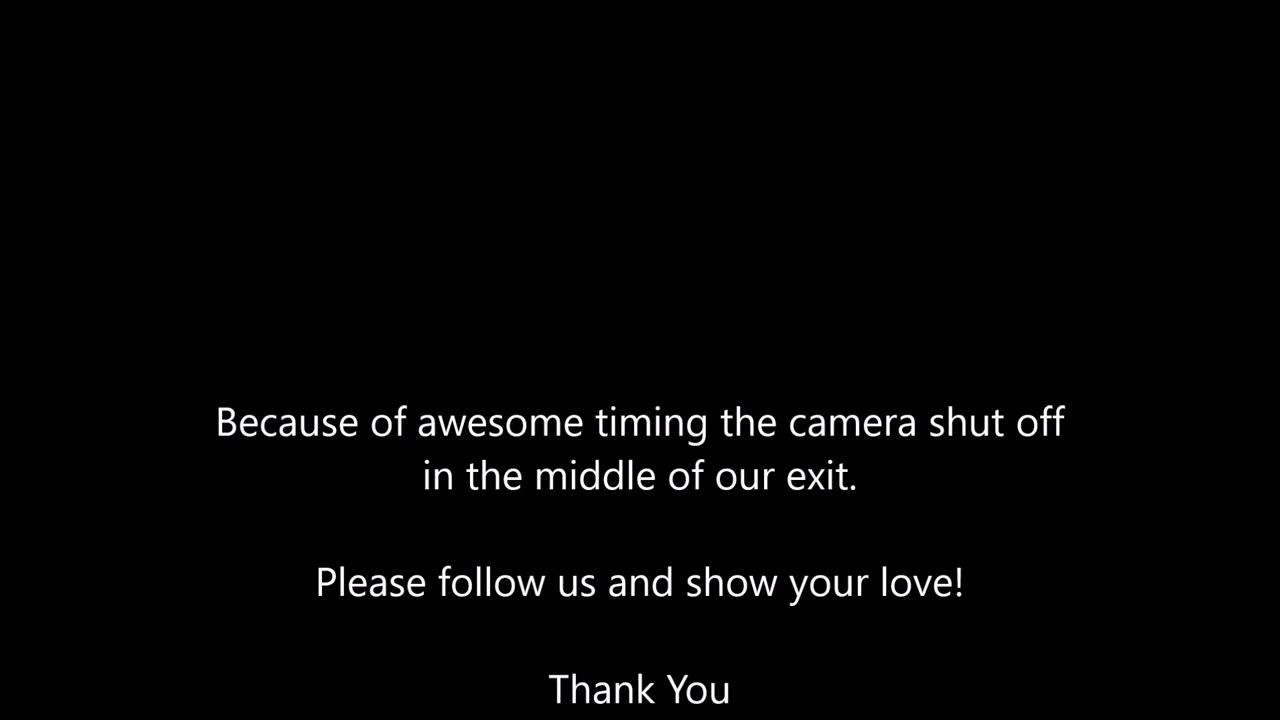 Because of awesome timing the camera shut off
in the middle of our exit.
Please follow us and show your love!
Thank You